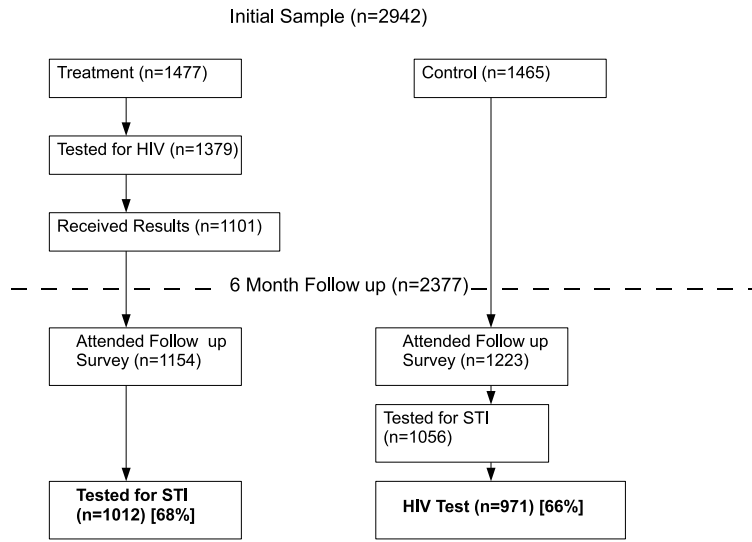 Initial Sample (n=2942)
Treatment (n=1477)
Control (n=1465)
Tested for HIV (n=1379)
Received Results (n=1101)
6 Month Follow up (n=2377)
Attended Follow up
Survey (n=1154)
Attended Follow up
Survey (n=1223)
Tested for STI
(n=1056)
Tested for STI
(n=1012) [68%]
HIV Test (n=971) [66%]